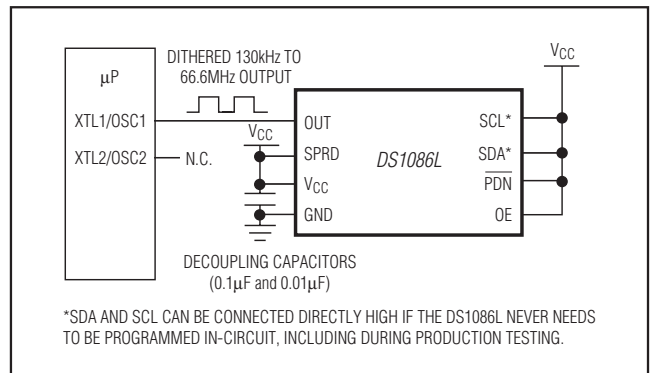 DITHERED 130kHz TO
66.6MHz OUTPUT
VCC
μP
XTL1/OSC1
XTL2/OSC2
N.C.
VCC
OUT
SPRD
VCC
GND
DS1086L
SCL*
SDA*
PDN
OE
DECOUPLING CAPACITORS
(0.1μF and 0.01μF)
*SDA AND SCL CAN BE CONNECTED DIRECTLY HIGH IF THE DS1086L NEVER NEEDS
TO BE PROGRAMMED IN-CIRCUIT, INCLUDING DURING PRODUCTION TESTING.